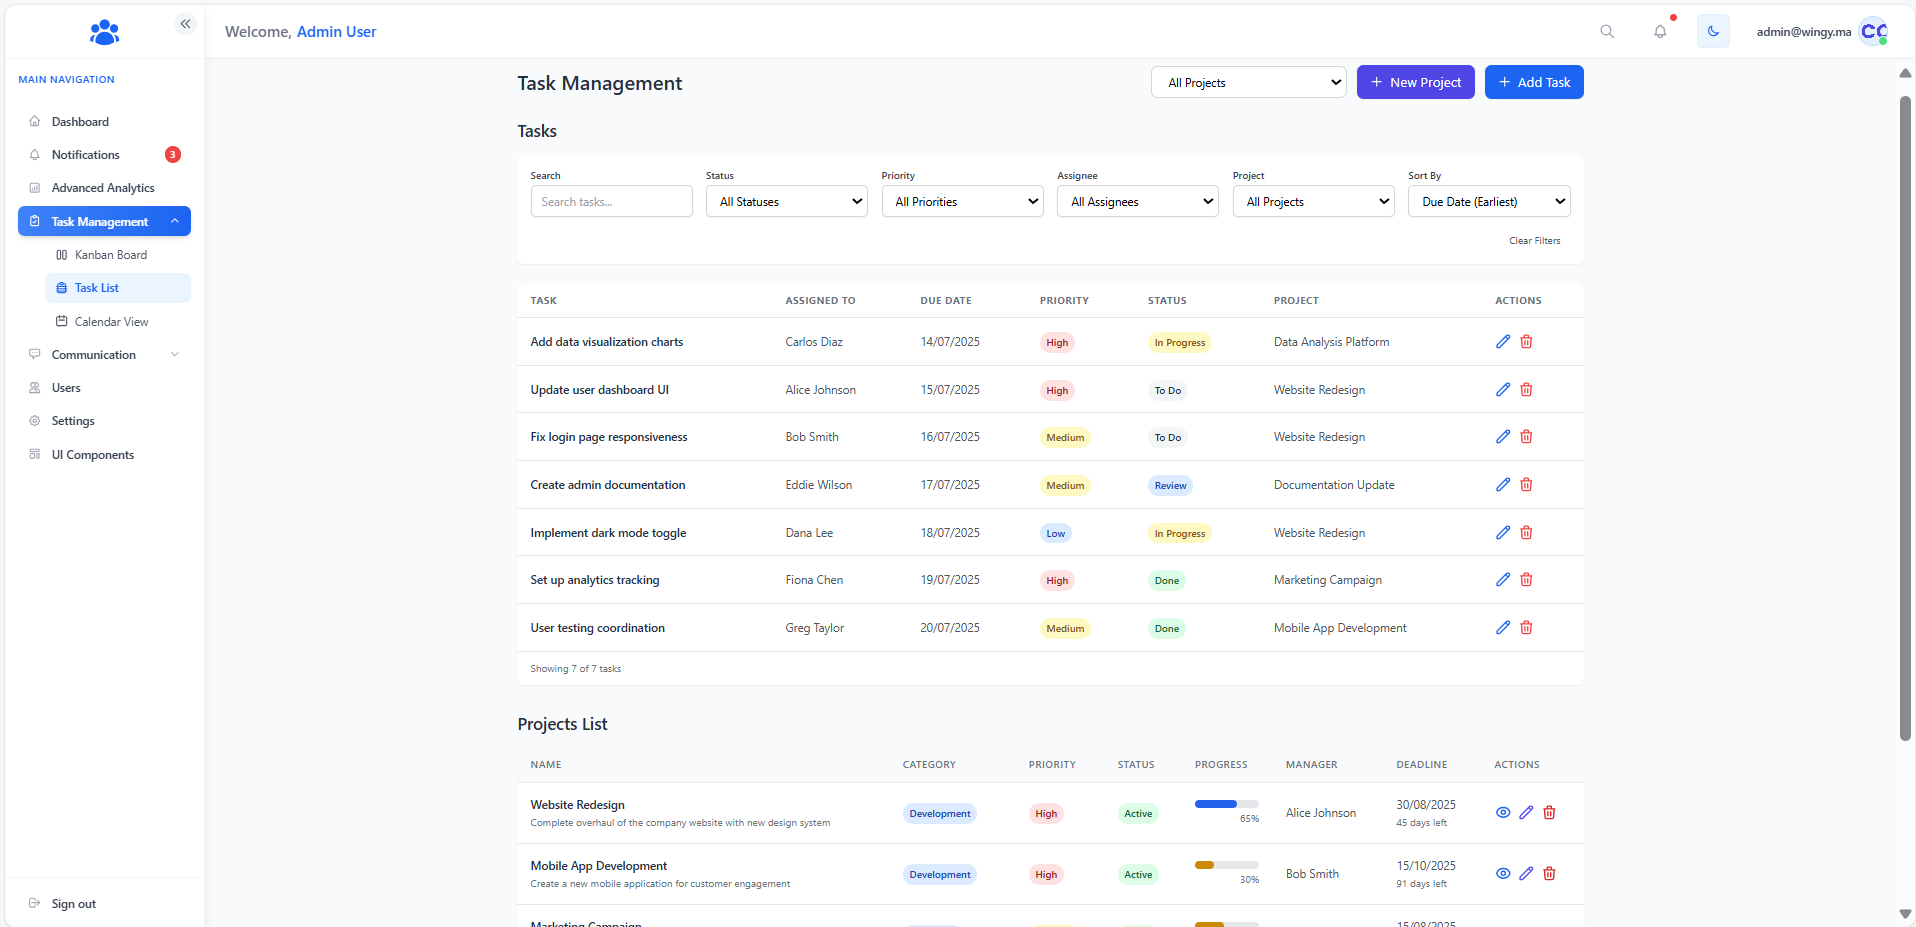 Welcome, Admin User
admin@wingy.ma
MAIN NAVIGATION
Dashboard
Notifications 3
Advanced Analytics
Task Management
Kanban Board
Task List
Calendar View
Communication
Users
Settings
UI Components
Sign out
Task Management
All Projects
+ New Project
+ Add Task
Tasks
Search Status Priority Assignee Project Sort By
Search tasks... All Statuses All Priorities All Assignees All Projects Due Date (Earliest)
Clear Filters
TASK ASSIGNED TO DUE DATE PRIORITY STATUS PROJECT ACTIONS
Add data visualization charts Carlos Diaz 14/07/2025 High In Progress Data Analysis Platform
Update user dashboard UI Alice Johnson 15/07/2025 High To Do Website Redesign
Fix login page responsiveness Bob Smith 16/07/2025 Medium To Do Website Redesign
Create admin documentation Eddie Wilson 17/07/2025 Medium Review Documentation Update
Implement dark mode toggle Dana Lee 18/07/2025 Low In Progress Website Redesign
Set up analytics tracking Fiona Chen 19/07/2025 High Done Marketing Campaign
User testing coordination Greg Taylor 20/07/2025 Medium Done Mobile App Development
Showing 7 of 7 tasks
Projects List
NAME CATEGORY PRIORITY STATUS PROGRESS MANAGER DEADLINE ACTIONS
Website Redesign Development High Active 65% Alice Johnson 30/08/2025
Complete overhaul of the company website with new design system 45 days left
Mobile App Development Development High Active 30% Bob Smith 15/10/2025
Create a new mobile application for customer engagement 91 days left
Marketing Campaign 15/08/2025